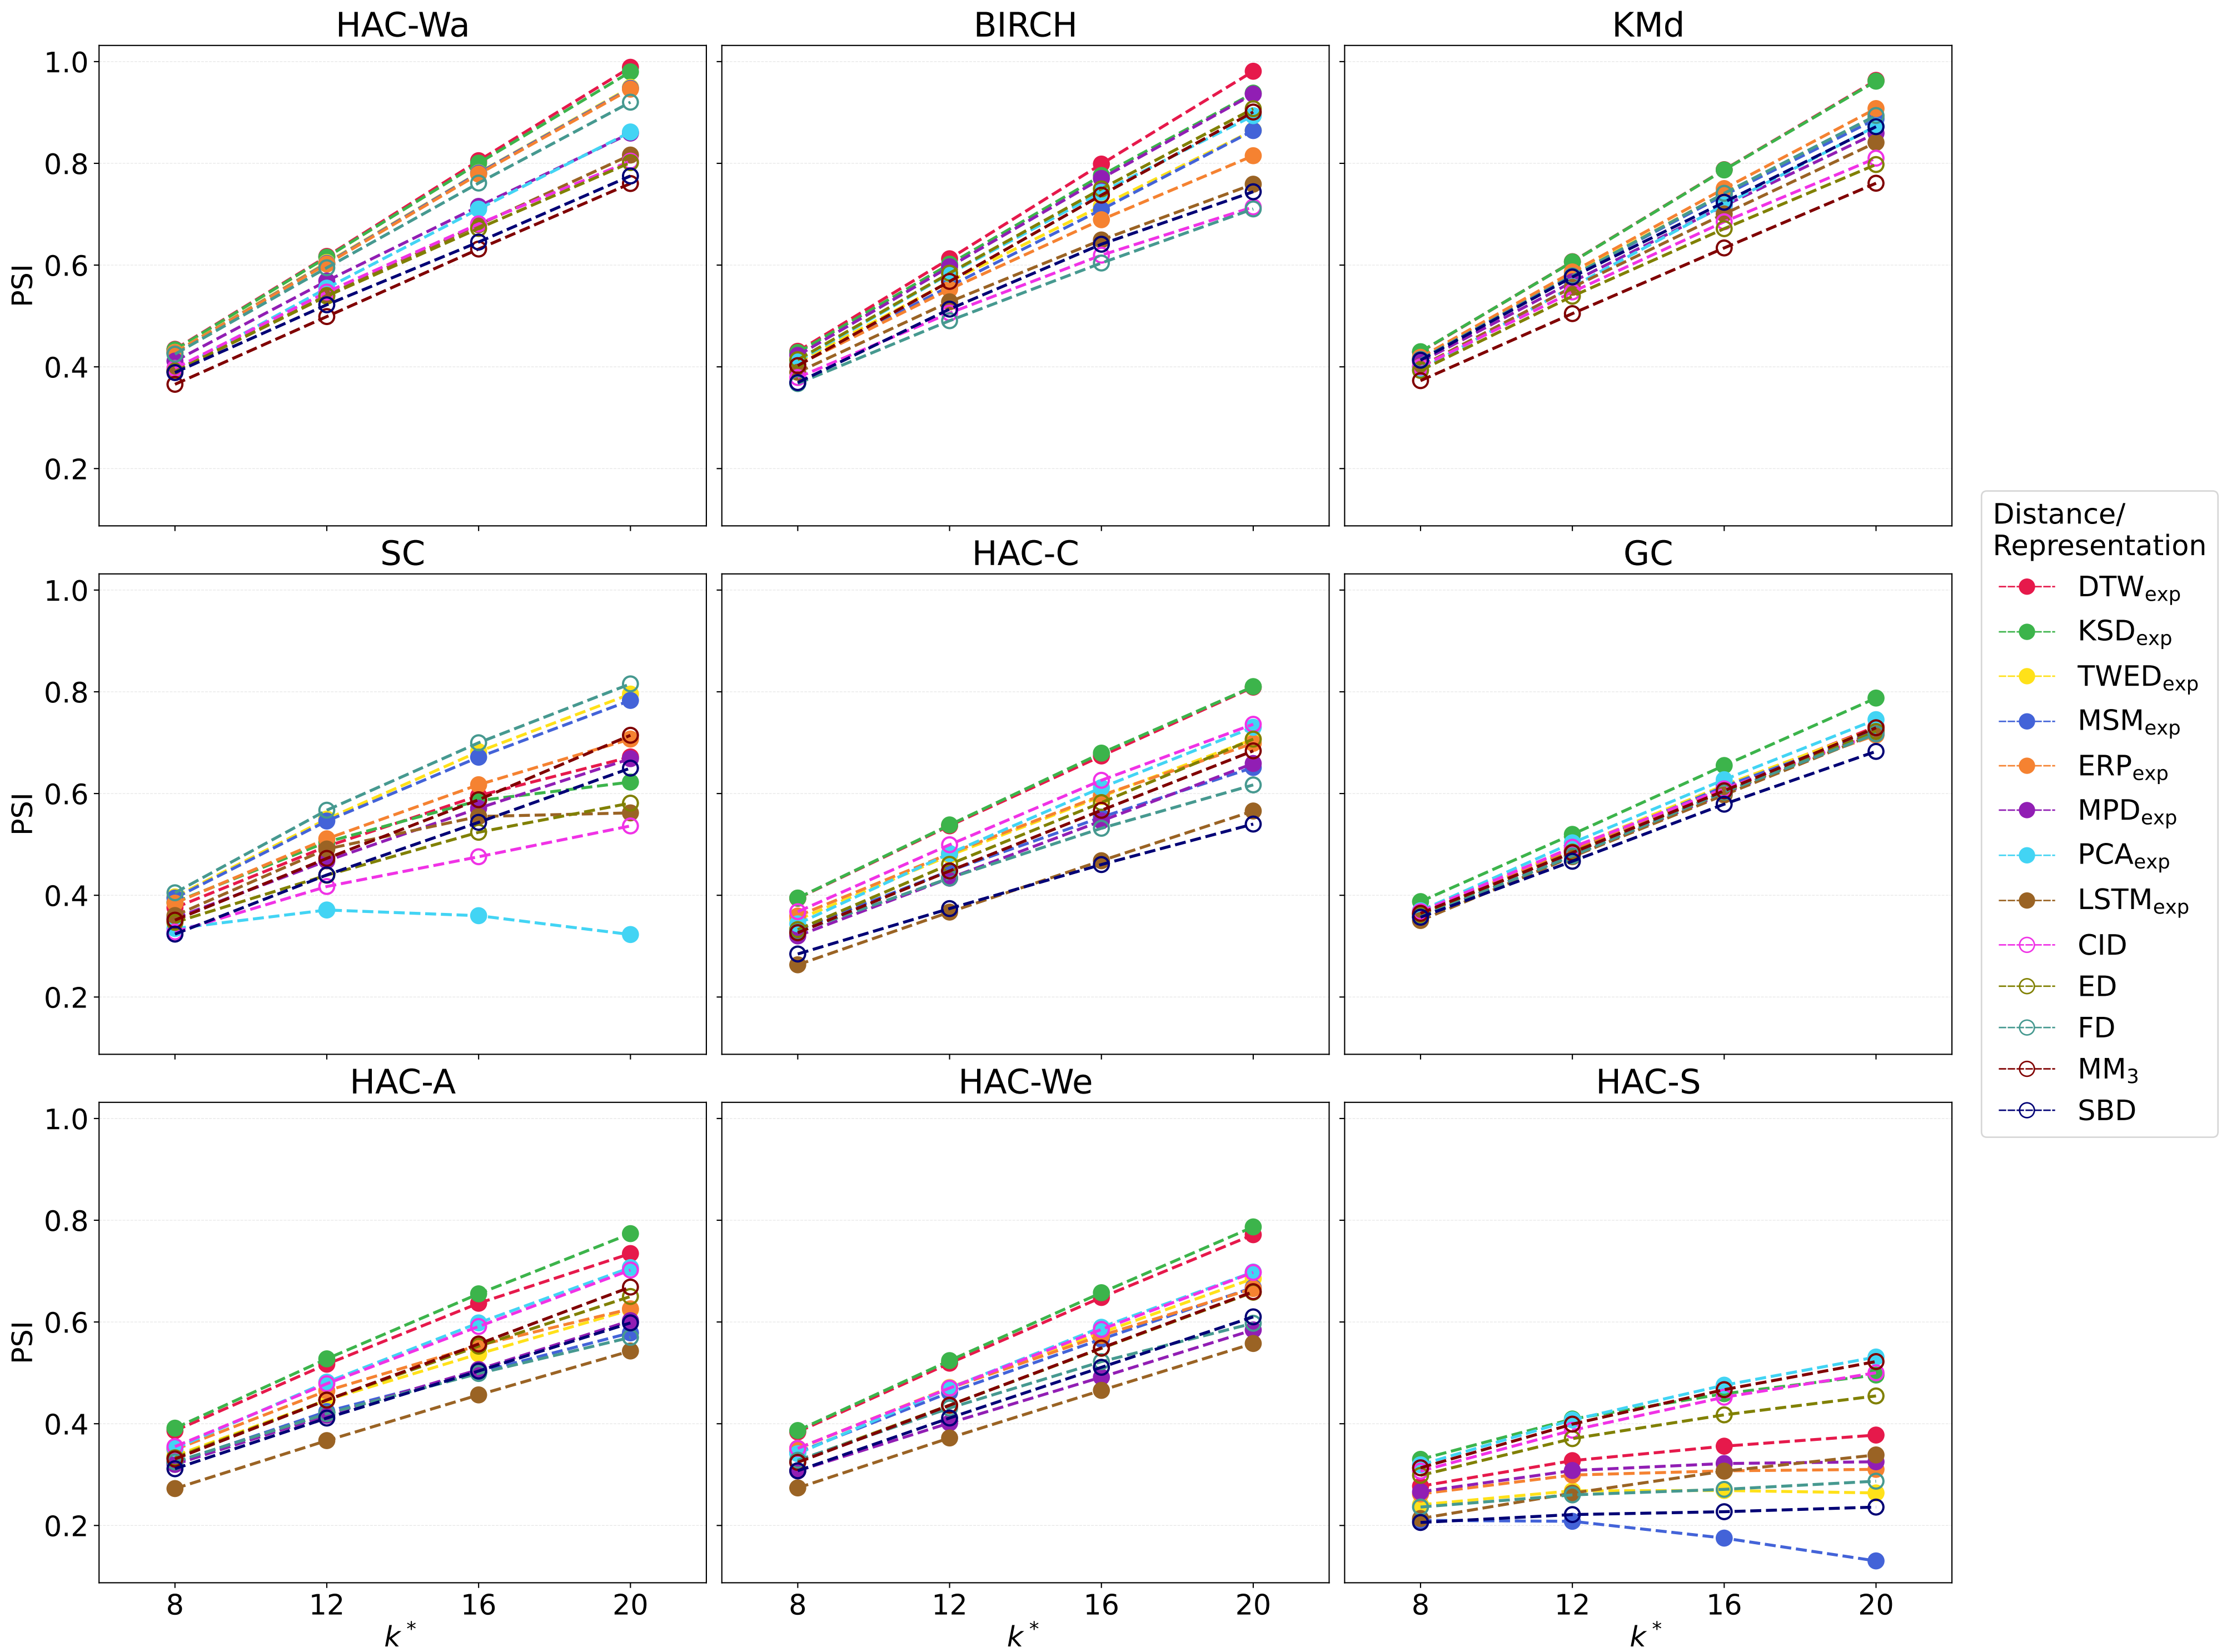 HAC-Wa
BIRCH
KMd
1.0
0.8
0.6
0.4
0.2
PSI
SC
HAC-C
GC
1.0
0.8
0.6
0.4
0.2
PSI
HAC-A
HAC-We
HAC-S
1.0
0.8
0.6
0.4
0.2
PSI
8 12 16 20
8 12 16 20
8 12 16 20
k*
k*
k*
Distance/
Representation
DTWexp
KSDexp
TWEDexp
MSMexp
ERPexp
MPDexp
PCAexp
LSTMexp
CID
ED
FD
MM3
SBD